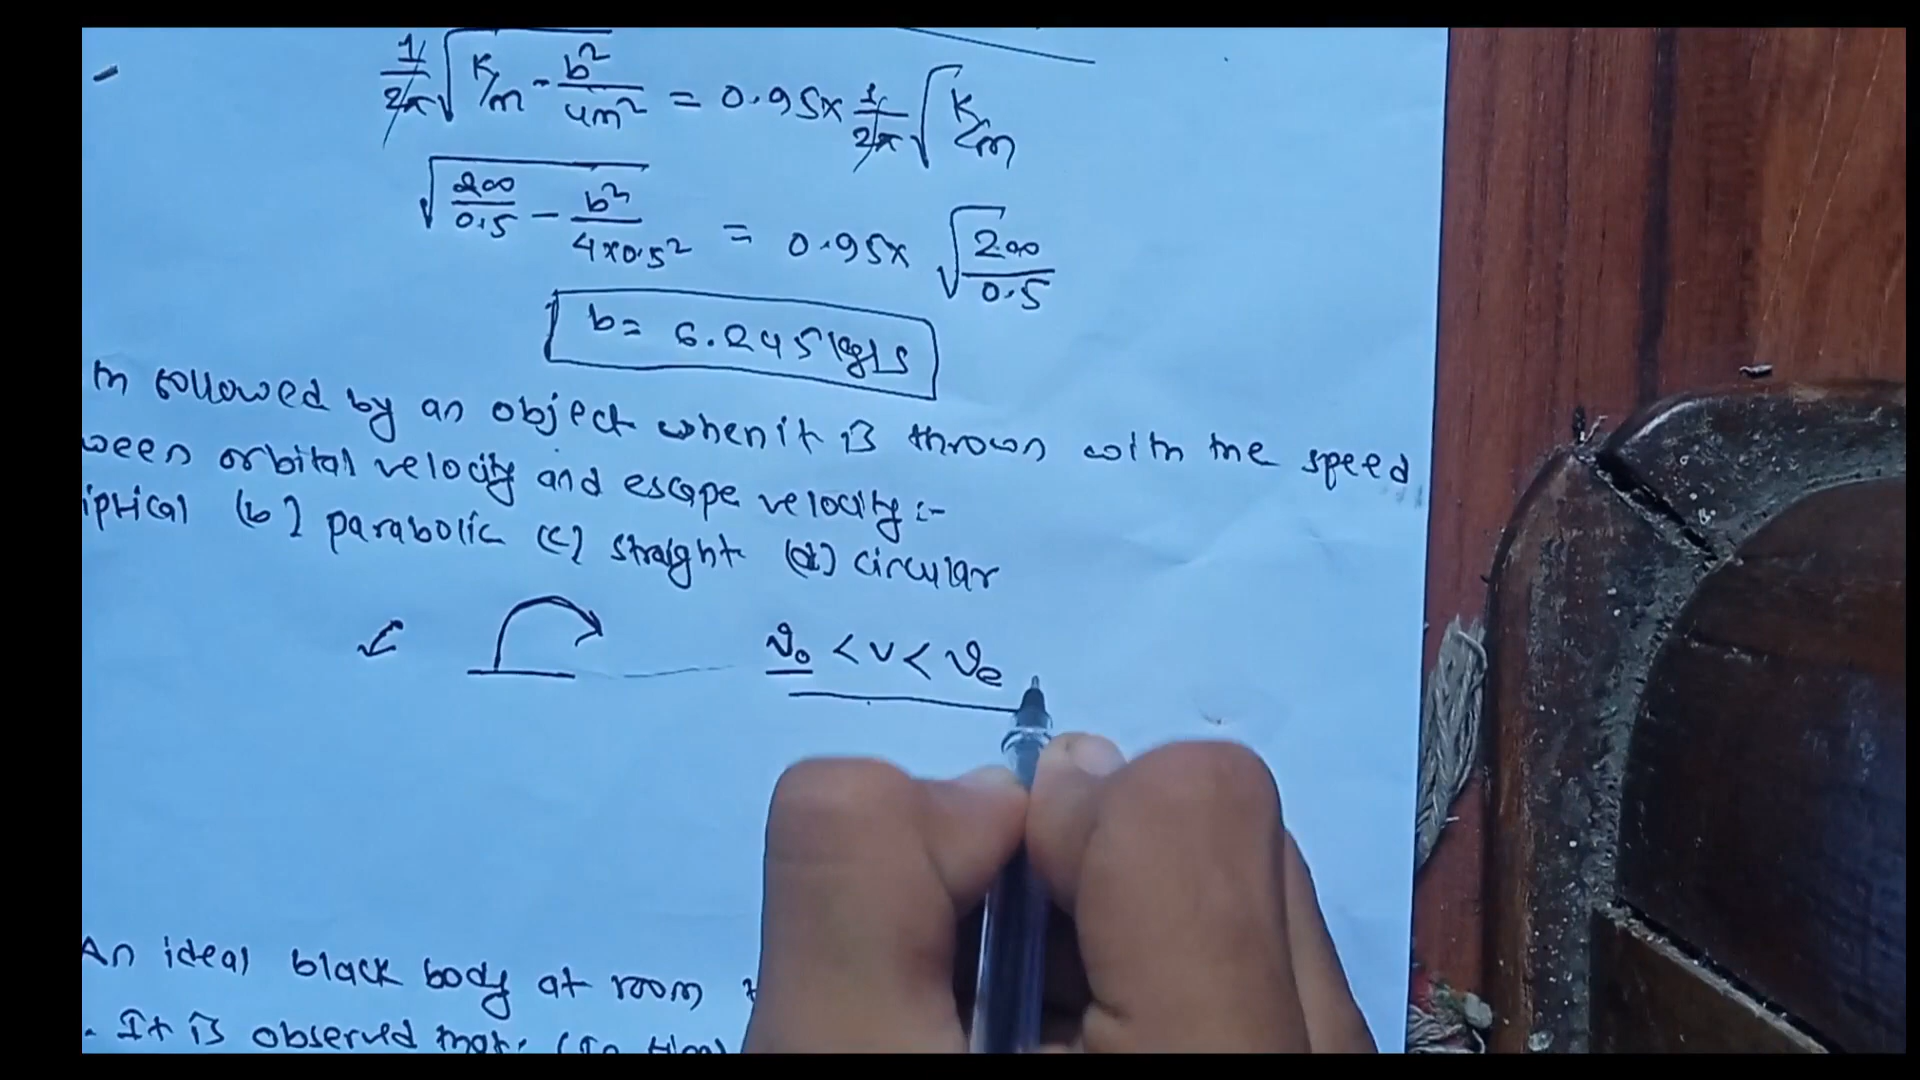 1/2π √(K/m - b²/4m²) = 0.95× 1/2π √(K/m)
√(200/0.5 - b²/4×0.5²) = 0.95× √(200/0.5)
b= 6.245kg/s
th followed by an object when it is thrown with the speed
ween orbital velocity and escape velocity :-
iptical (b) parabolic (c) straight (d) circular
v₀ < v < vₑ
An ideal black body at room
. It is observed that: